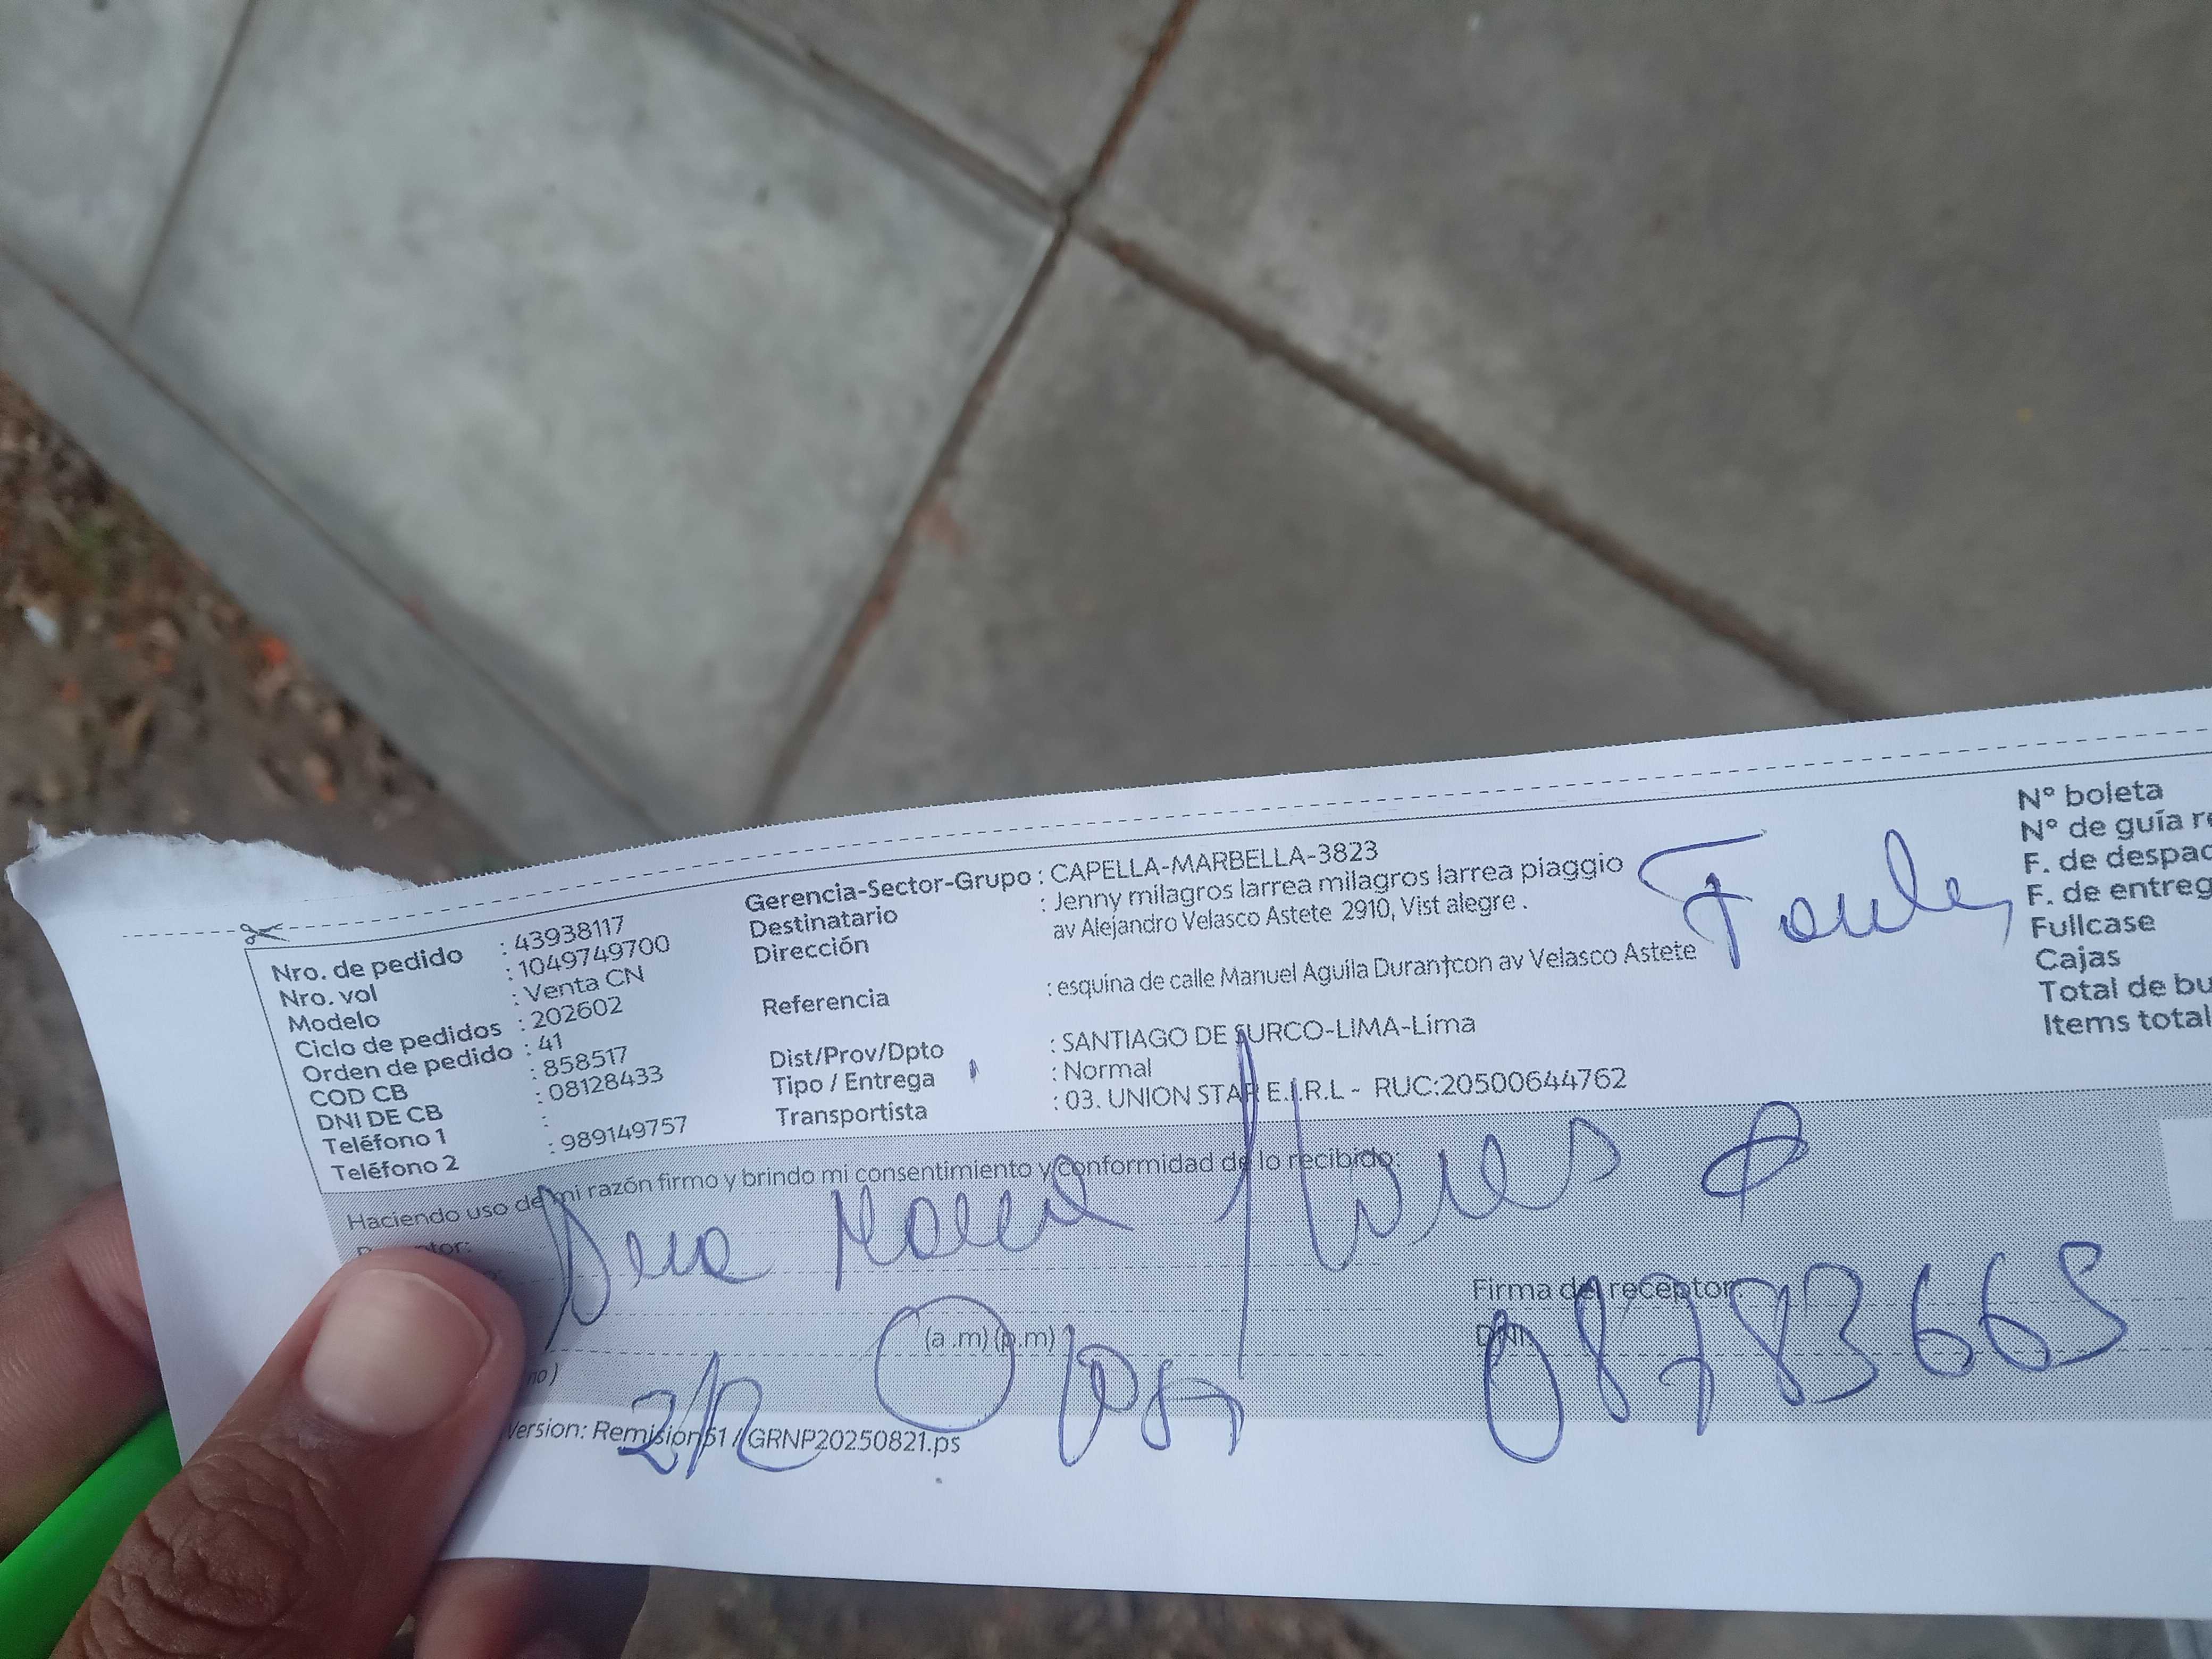 Nro. de pedido : 43938117
Nro. vol : 1049749700
Modelo : Venta CN
Ciclo de pedidos : 202602
Orden de pedido : 41
COD CB : 858517
DNI DE CB : 08128433
Teléfono 1 :
Teléfono 2 : 989149757
Gerencia-Sector-Grupo : CAPELLA-MARBELLA-3823
Destinatario : Jenny milagros larrea milagros larrea piaggio
Dirección av Alejandro Velasco Astete 2910, Vist alegre .
Referencia : esquina de calle Manuel Aguila Durant con av Velasco Astete
Dist/Prov/Dpto : SANTIAGO DE SURCO-LIMA-Lima
Tipo / Entrega : Normal
Transportista : 03. UNION STAR E.I.R.L - RUC:20500644762
Nº boleta
Nº de guía re
F. de despac
F. de entreg
Fullcase
Cajas
Total de bu
Items total
Haciendo uso de mi razón firmo y brindo mi consentimiento y conformidad de lo recibido:
Flores
Firma del receptor:
(a .m) (p.m)
DNI: 08783665
no )
Version: Remision51 / GRNP20250821.ps